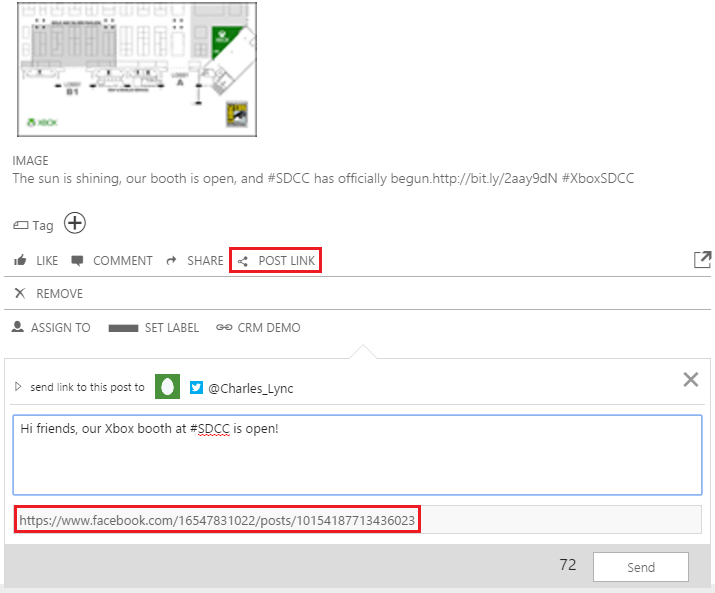 LOBBY
B1
LOBBY
A
XBOX
IMAGE
The sun is shining, our booth is open, and #SDCC has officially begun.http://bit.ly/2aay9dN #XboxSDCC
Tag
LIKE COMMENT SHARE POST LINK
REMOVE
ASSIGN TO SET LABEL CRM DEMO
send link to this post to @Charles_Lync
Hi friends, our Xbox booth at #SDCC is open!
https://www.facebook.com/16547831022/posts/10154187713436023
72 Send